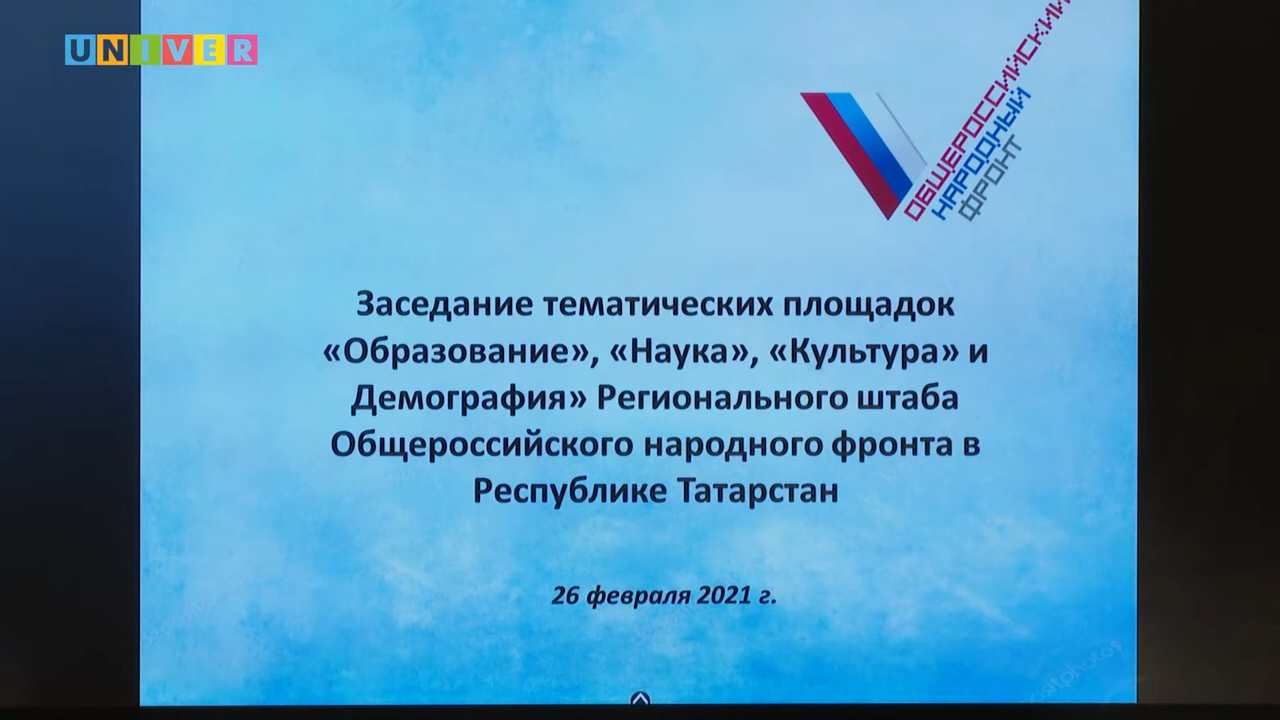 UNIVER
ОБЩЕРОССИЙСКИЙ
НАРОДНЫЙ
ФРОНТ
Заседание тематических площадок
«Образование», «Наука», «Культура» и
Демография» Регионального штаба
Общероссийского народного фронта в
Республике Татарстан
26 февраля 2021 г.